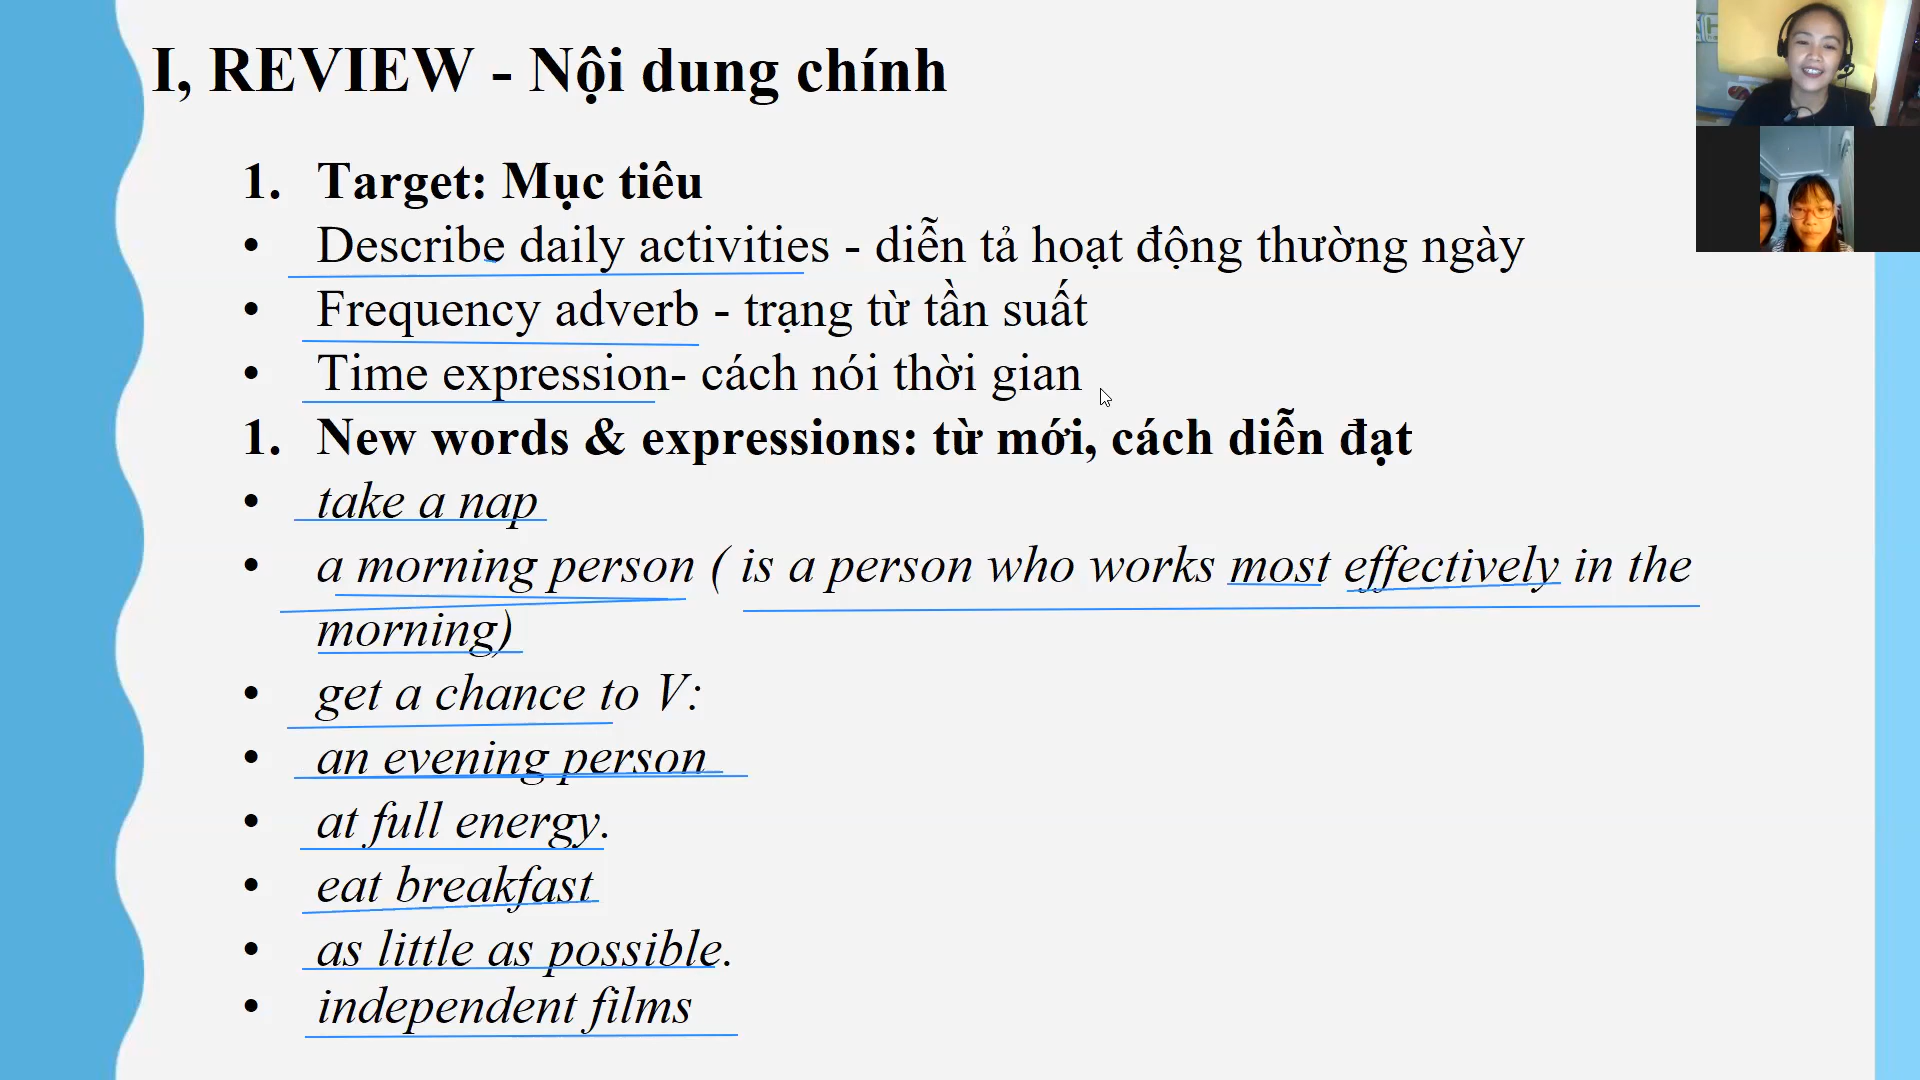 I, REVIEW - Nội dung chính
1. Target: Mục tiêu
• Describe daily activities - diễn tả hoạt động thường ngày
• Frequency adverb - trạng từ tần suất
• Time expression- cách nói thời gian
1. New words & expressions: từ mới, cách diễn đạt
• take a nap
• a morning person ( is a person who works most effectively in the
morning)
• get a chance to V:
• an evening person
• at full energy.
• eat breakfast
• as little as possible.
• independent films